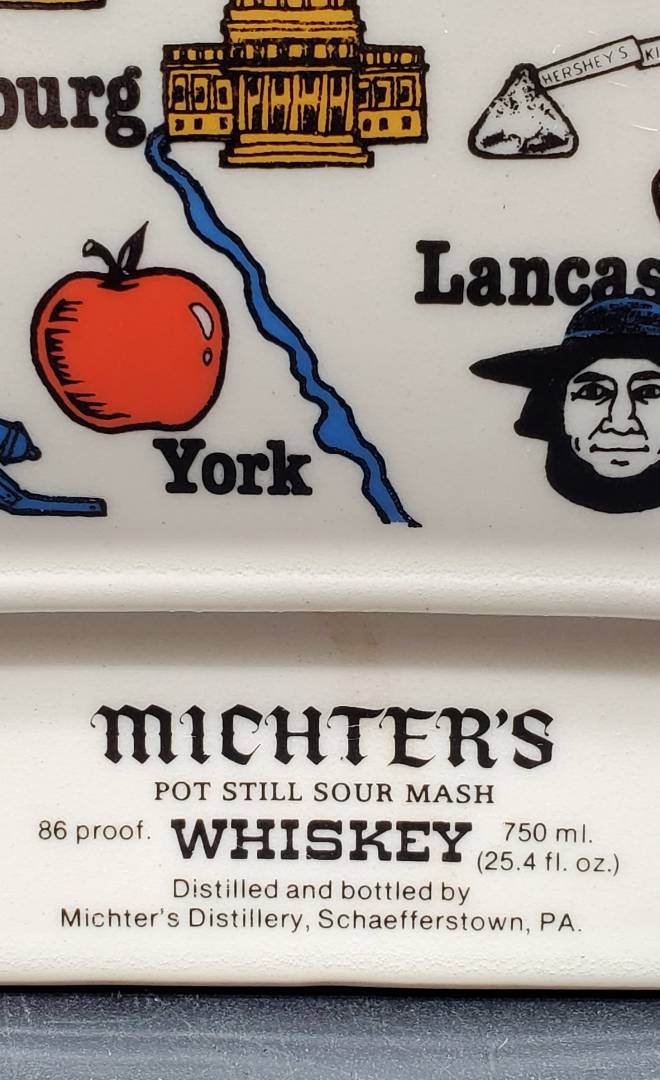 burg
HERSHEY'S KI
Lancas
York
MICHTER'S
POT STILL SOUR MASH
86 proof. WHISKEY 750 ml.
(25.4 fl. oz.)
Distilled and bottled by
Michter's Distillery, Schaefferstown, PA.